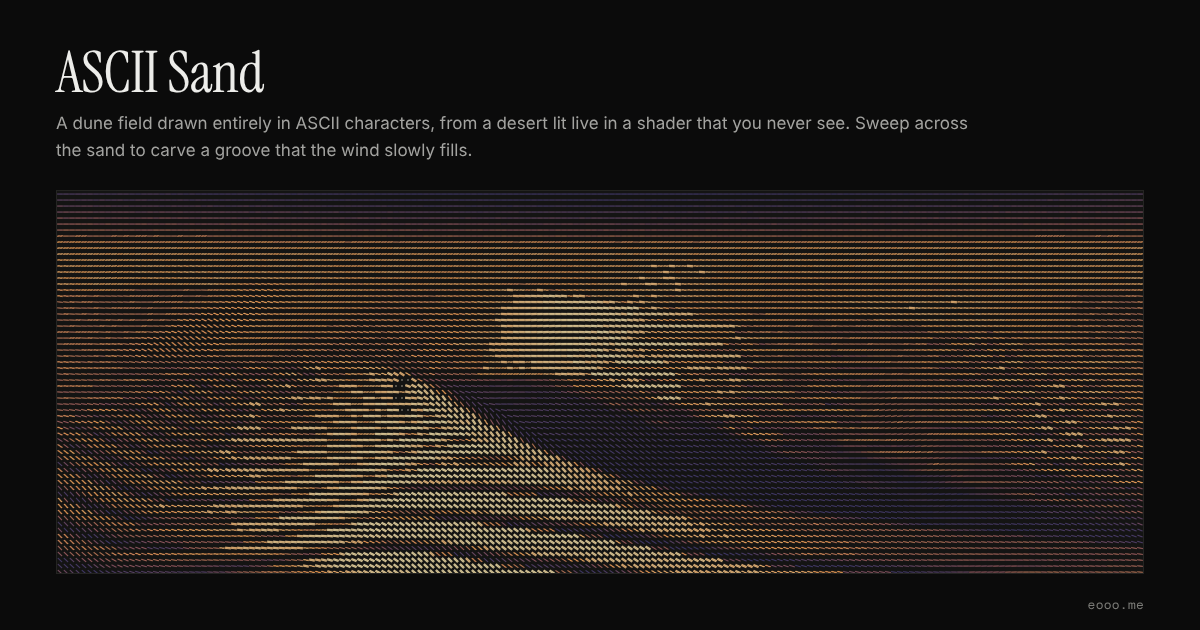 ASCII Sand
A dune field drawn entirely in ASCII characters, from a desert lit live in a shader that you never see. Sweep across
the sand to carve a groove that the wind slowly fills.
eooo.me